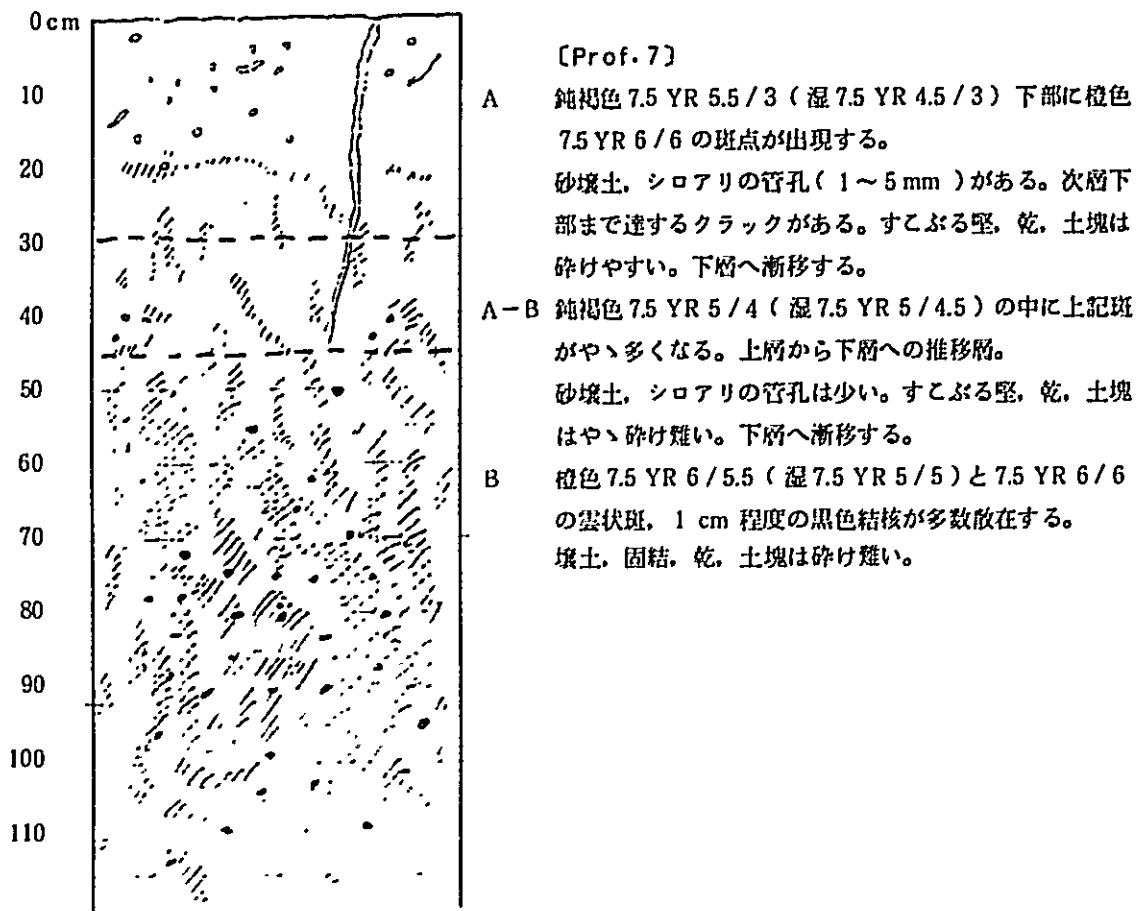 0cm
10
20
30
40
50
60
70
80
90
100
110
〔Prof.7〕
A 鈍褐色 7.5 YR 5.5 / 3 ( 湿 7.5 YR 4.5 / 3 ) 下部に橙色
7.5 YR 6 / 6 の斑点が出現する。
砂壌土，シロアリの管孔 ( 1～5 mm ) がある。次層下
部まで達するクラックがある。すこぶる堅，乾，土塊は
砕けやすい。下層へ漸移する。
A－B 鈍褐色 7.5 YR 5 / 4 ( 湿 7.5 YR 5 / 4.5 ) の中に上記斑
がやゝ多くなる。上層から下層への推移層。
砂壌土，シロアリの管孔は少い。すこぶる堅，乾，土塊
はやゝ砕け難い。下層へ漸移する。
B 橙色 7.5 YR 6 / 5.5 ( 湿 7.5 YR 5 / 5 ) と 7.5 YR 6 / 6
の雲状斑，1 cm 程度の黒色結核が多数散在する。
壌土，固結，乾，土塊は砕け難い。